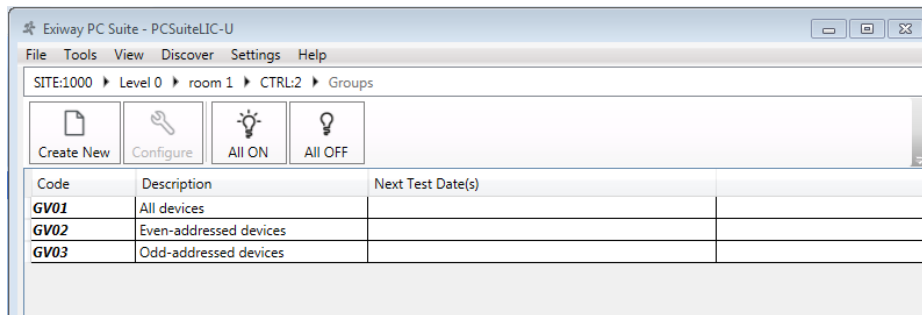 Exiway PC Suite - PCSuiteLIC-U
File Tools View Discover Settings Help
SITE:1000 Level 0 room 1 CTRL:2 Groups
Create New Configure All ON All OFF
Code Description Next Test Date(s)
GV01 All devices
GV02 Even-addressed devices
GV03 Odd-addressed devices